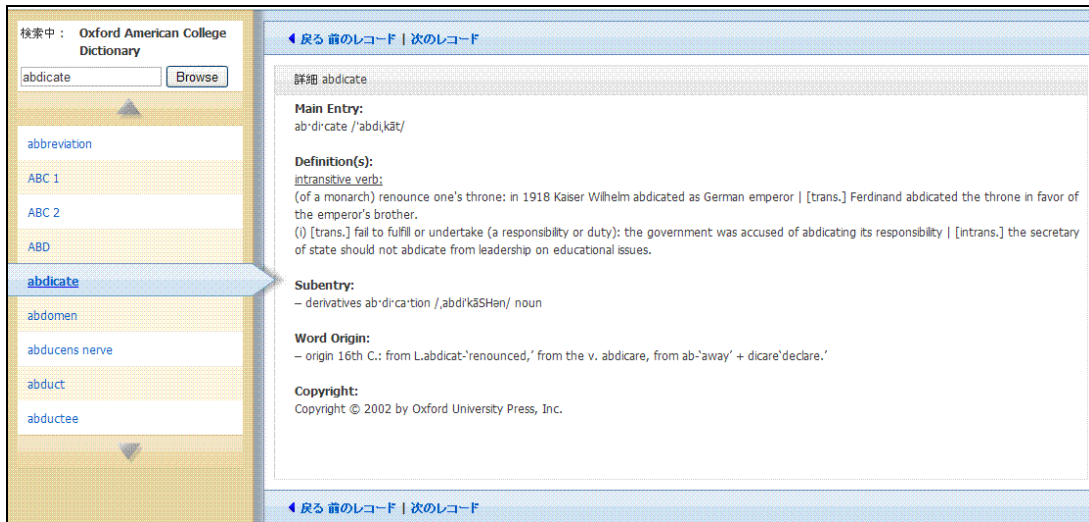 検索中： Oxford American College
Dictionary
abdicate Browse
abbreviation
ABC 1
ABC 2
ABD
abdicate
abdomen
abducens nerve
abduct
abductee
戻る 前のレコード | 次のレコード
詳細 abdicate
Main Entry:
ab·di·cate /ˈabdiˌkāt/
Definition(s):
intransitive verb:
(of a monarch) renounce one's throne: in 1918 Kaiser Wilhelm abdicated as German emperor | [trans.] Ferdinand abdicated the throne in favor of
the emperor's brother.
(i) [trans.] fail to fulfill or undertake (a responsibility or duty): the government was accused of abdicating its responsibility | [intrans.] the secretary
of state should not abdicate from leadership on educational issues.
Subentry:
– derivatives ab·di·ca·tion /ˌabdiˈkāSHən/ noun
Word Origin:
– origin 16th C.: from L.abdicat-‘renounced,’ from the v. abdicare, from ab-‘away’ + dicare‘declare.’
Copyright:
Copyright © 2002 by Oxford University Press, Inc.
戻る 前のレコード | 次のレコード